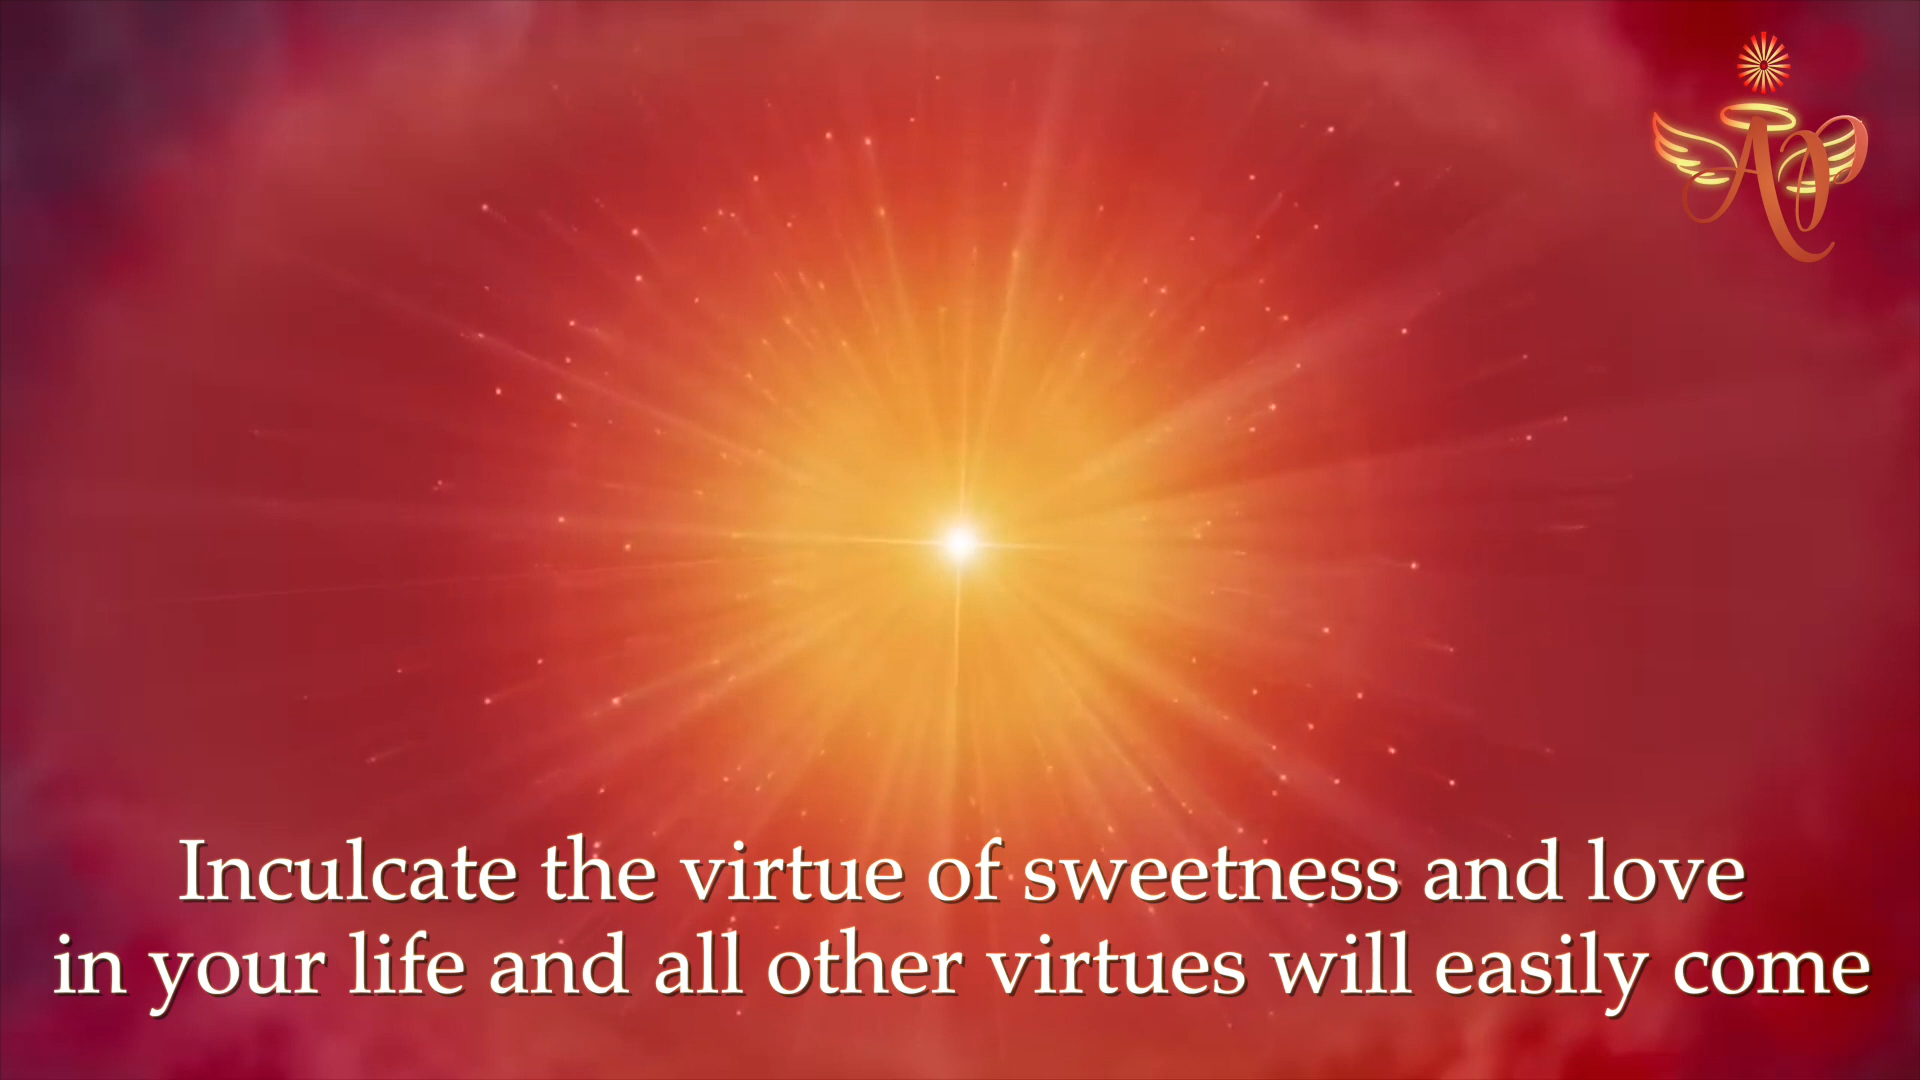 Inculcate the virtue of sweetness and love
in your life and all other virtues will easily come